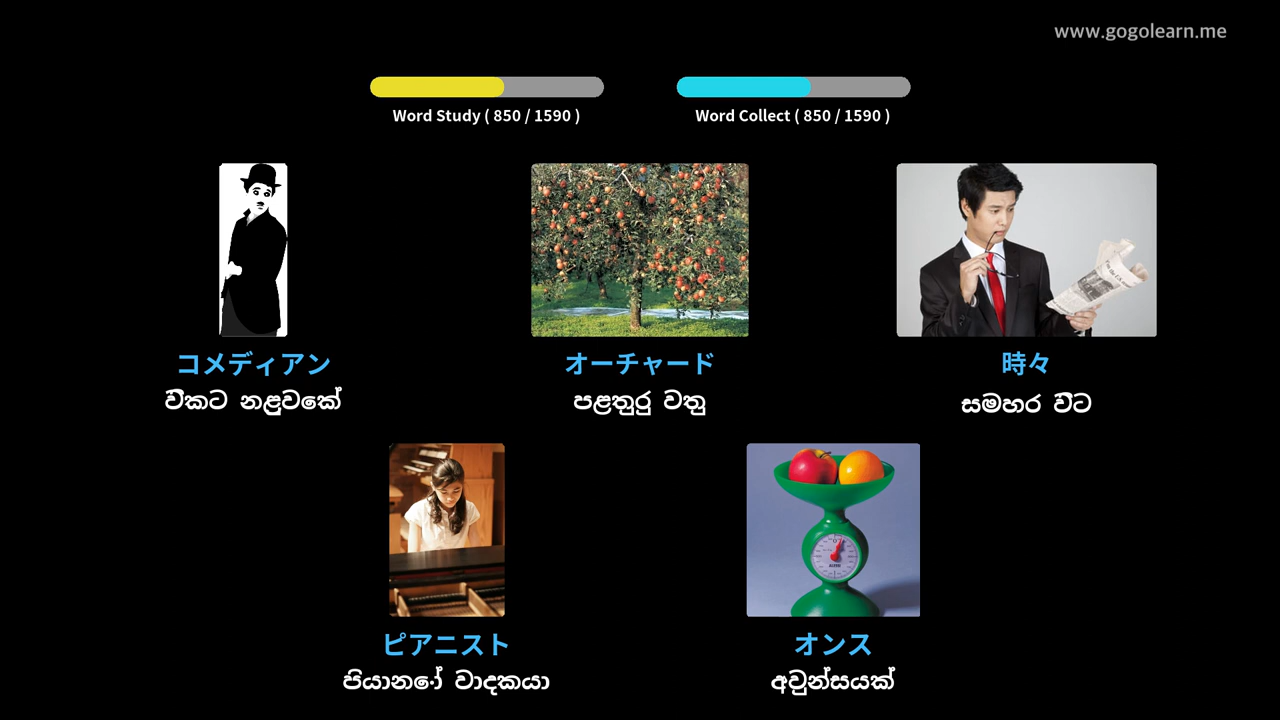 www.gogolearn.me
Word Study ( 850 / 1590 )
Word Collect ( 850 / 1590 )
コメディアン
විකට නළුවකේ
オーチャード
පළතුරු වතු
時々
සමහර විට
ピアニスト
පියානෝ වාදකයා
オンス
අවුන්සයක්